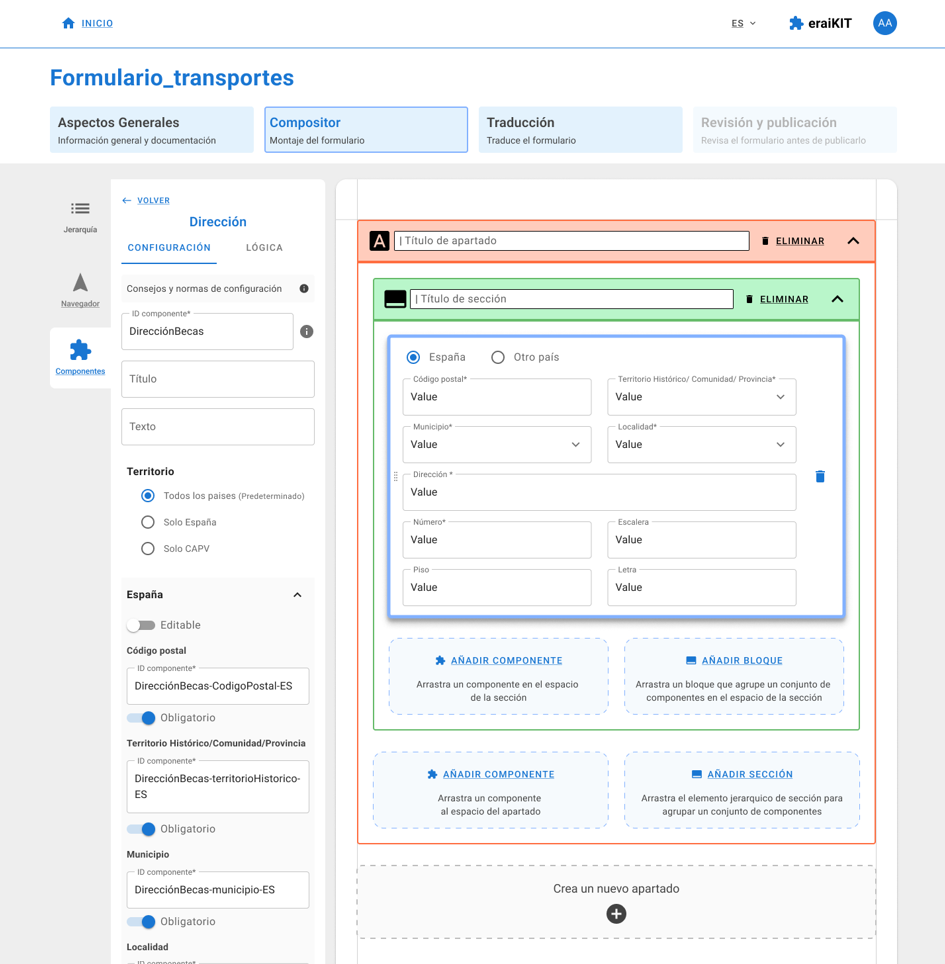 INICIO
ES
eraiKIT
AA
Formulario_transportes
Aspectos Generales
Información general y documentación
Compositor
Montaje del formulario
Traducción
Traduce el formulario
Revisión y publicación
Revisa el formulario antes de publicarlo
Jerarquía
Navegador
Componentes
VOLVER
Dirección
CONFIGURACIÓN
LÓGICA
Consejos y normas de configuración
ID componente*
DirecciónBecas
Título
Texto
Territorio
Todos los paises (Predeterminado)
Solo España
Solo CAPV
España
Editable
Código postal
ID componente*
DirecciónBecas-CodigoPostal-ES
Obligatorio
Territorio Histórico/Comunidad/Provincia
ID componente*
DirecciónBecas-territorioHistorico-
ES
Obligatorio
Municipio
ID componente*
DirecciónBecas-municipio-ES
Obligatorio
Localidad
ID componente*
A
| Título de apartado
ELIMINAR
| Título de sección
ELIMINAR
España
Otro país
Código postal*
Value
Territorio Histórico/ Comunidad/ Provincia*
Value
Municipio*
Value
Localidad*
Value
Dirección *
Value
Número*
Value
Escalera
Value
Piso
Value
Letra
Value
AÑADIR COMPONENTE
Arrastra un componente en el espacio
de la sección
AÑADIR BLOQUE
Arrastra un bloque que agrupe un conjunto de
componentes en el espacio de la sección
AÑADIR COMPONENTE
Arrastra un componente
al espacio del apartado
AÑADIR SECCIÓN
Arrastra el elemento jerarquico de sección para
agrupar un conjunto de componentes
Crea un nuevo apartado